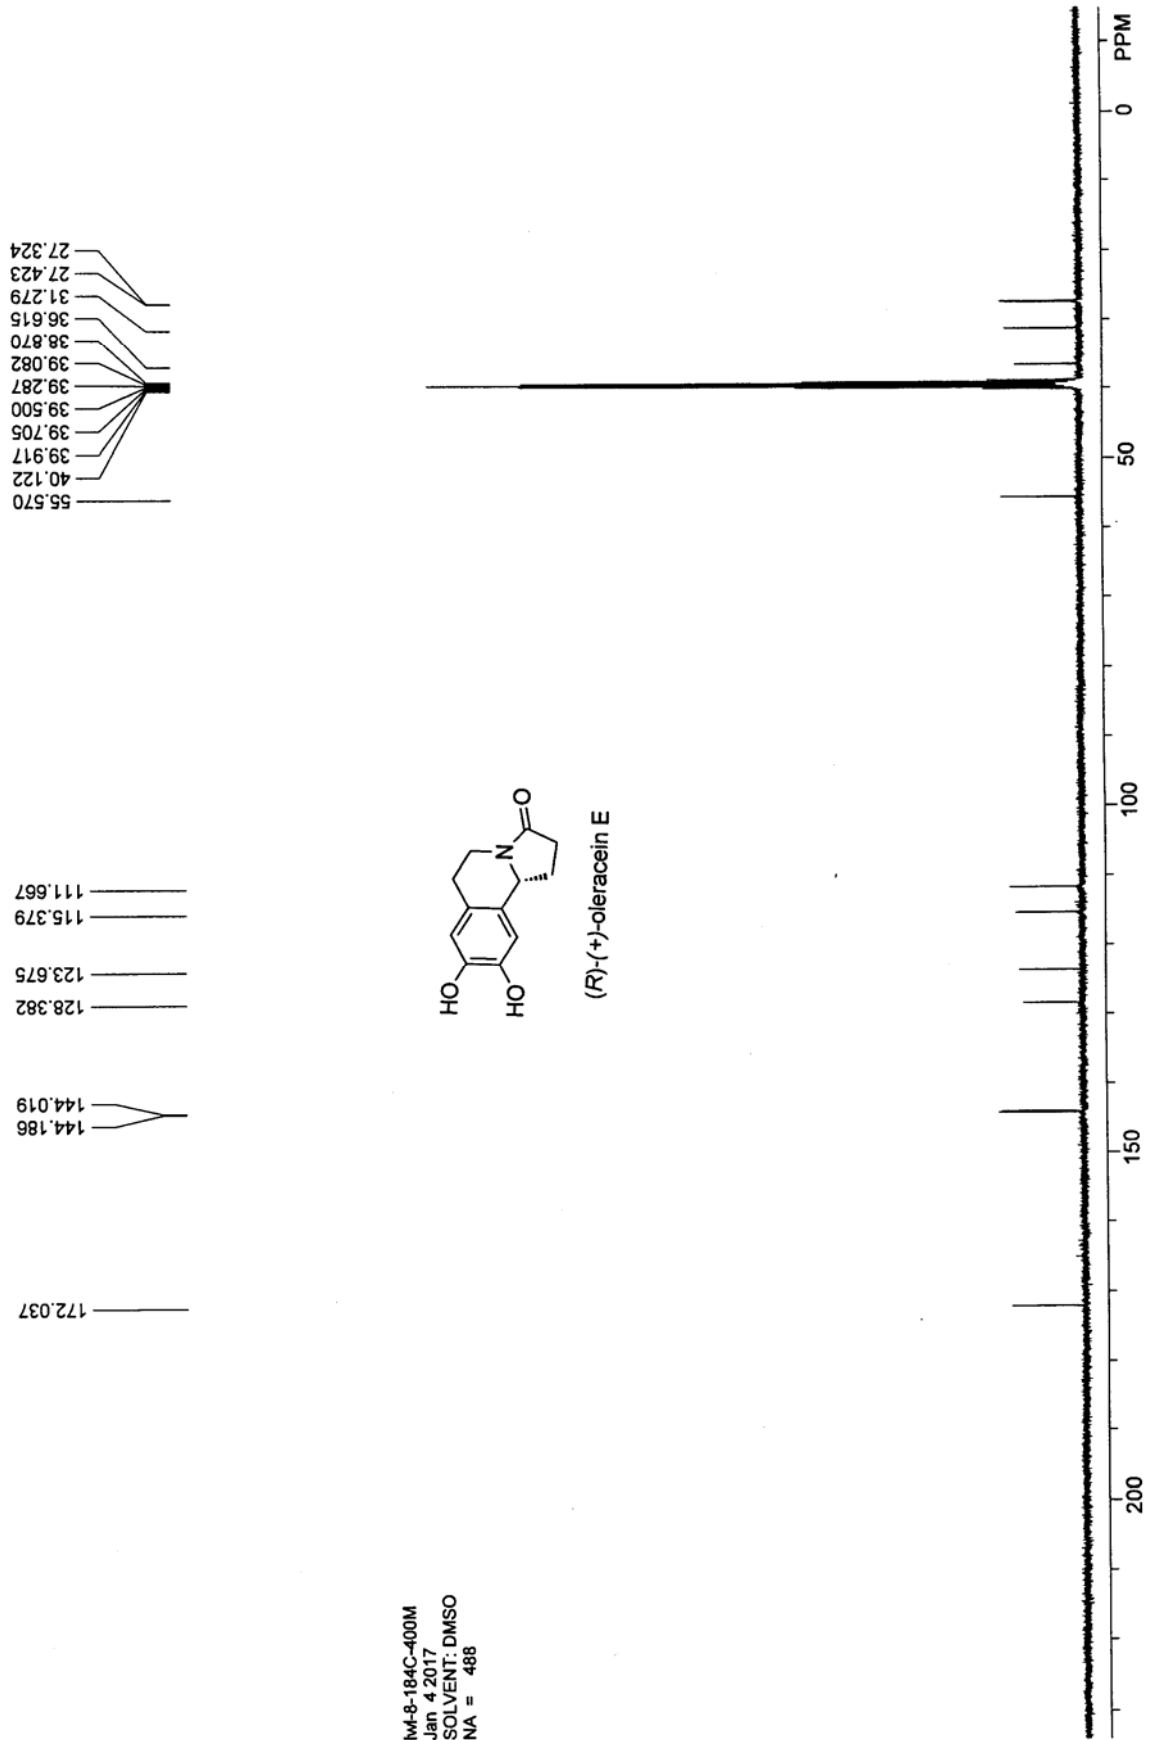 lwl-8-184C-400M
Jan 4 2017
SOLVENT: DMSO
NA = 488
172.037
144.186
144.019
128.382
123.675
115.379
111.667
55.570
40.122
39.917
39.705
39.500
39.287
39.082
38.870
36.615
31.279
27.423
27.324
HO
HO
N
O
(R)-(+)-oleracein E
200
150
100
50
0
PPM